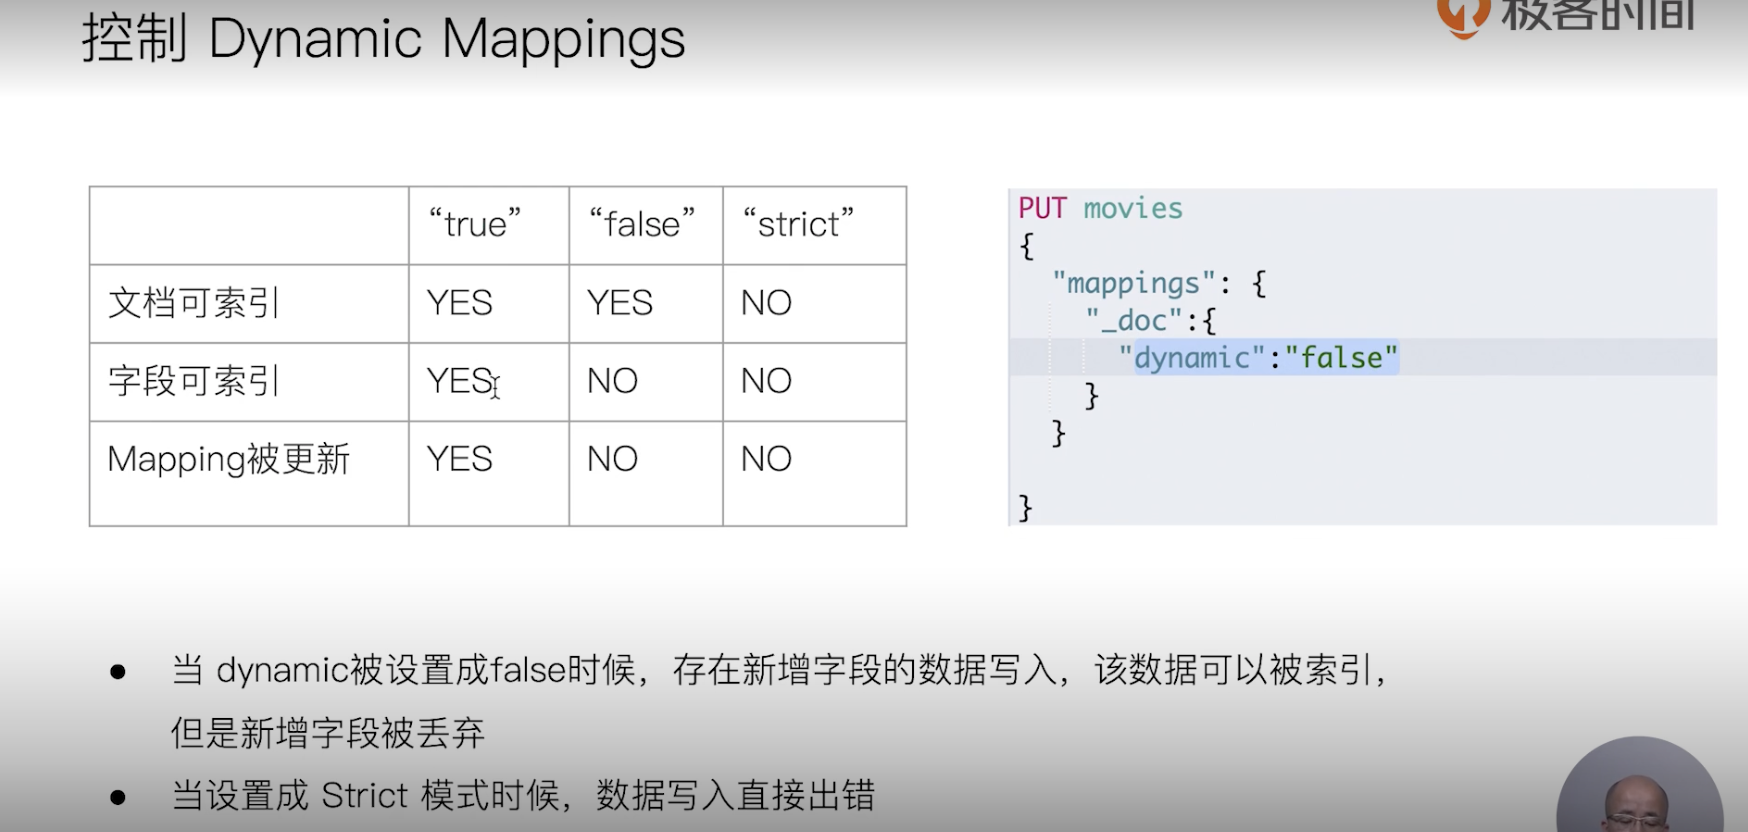 控制 Dynamic Mappings
极客时间
“true” “false” “strict”
文档可索引 YES YES NO
字段可索引 YES NO NO
Mapping被更新 YES NO NO
PUT movies
{
"mappings": {
"_doc":{
"dynamic":"false"
}
}
}
● 当 dynamic被设置成false时候，存在新增字段的数据写入，该数据可以被索引，
但是新增字段被丢弃
● 当设置成 Strict 模式时候，数据写入直接出错